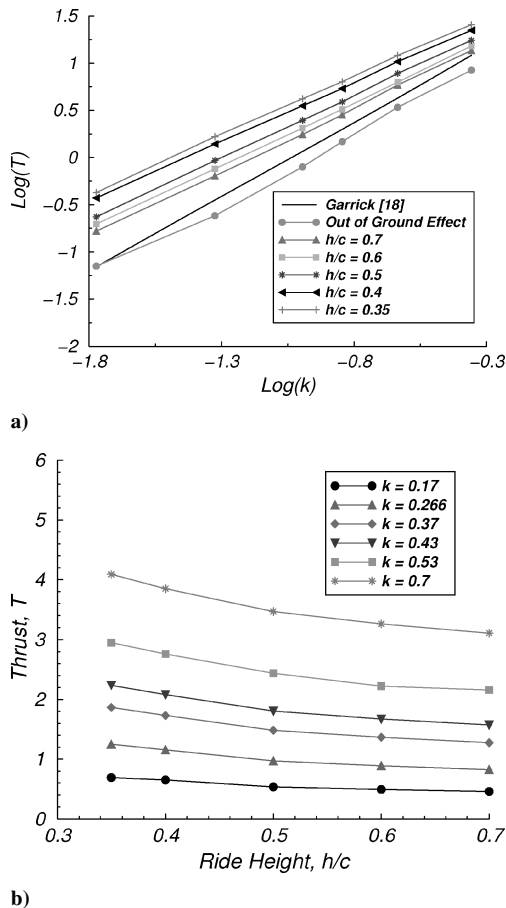 1.5
1
0.5
0
−0.5
−1
−1.5
−2
Log(T)
−1.8
−1.3
−0.8
−0.3
Log(k)
Garrick [18]
Out of Ground Effect
h/c = 0.7
h/c = 0.6
h/c = 0.5
h/c = 0.4
h/c = 0.35
a)
6
5
4
3
2
1
0
Thrust, T
0.3
0.4
0.5
0.6
0.7
Ride Height, h/c
k = 0.17
k = 0.266
k = 0.37
k = 0.43
k = 0.53
k = 0.7
b)